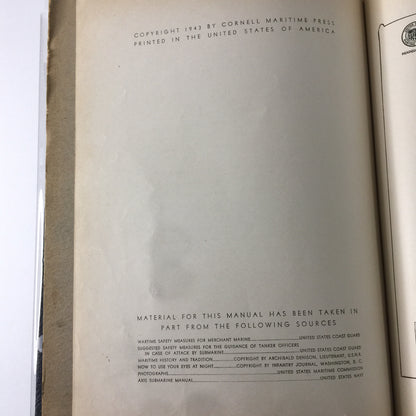 COPYRIGHT 1943 BY CORNELL MARITIME PRESS
PRINTED IN THE UNITED STATES OF AMERICA
MATERIAL FOR THIS MANUAL HAS BEEN TAKEN IN
PART FROM THE FOLLOWING SOURCES
WARTIME SAFETY MEASURES FOR MERCHANT MARINE....................UNITED STATES COAST GUARD
SUGGESTED SAFETY MEASURES FOR THE GUIDANCE OF TANKER OFFICERS
IN CASE OF ATTACK BY SUBMARINE....................UNITED STATES COAST GUARD
MARITIME HISTORY AND TRADITION..........COPYRIGHT BY ARCHIBALD DENISON, LIEUTENANT, U.S.M.S.
HOW TO USE YOUR EYES AT NIGHT..........COPYRIGHT BY INFANTRY JOURNAL, WASHINGTON, D. C.
PHOTOGRAPHS....................UNITED STATES MARITIME COMMISSION
AXIS SUBMARINE MANUAL....................UNITED STATES NAVY